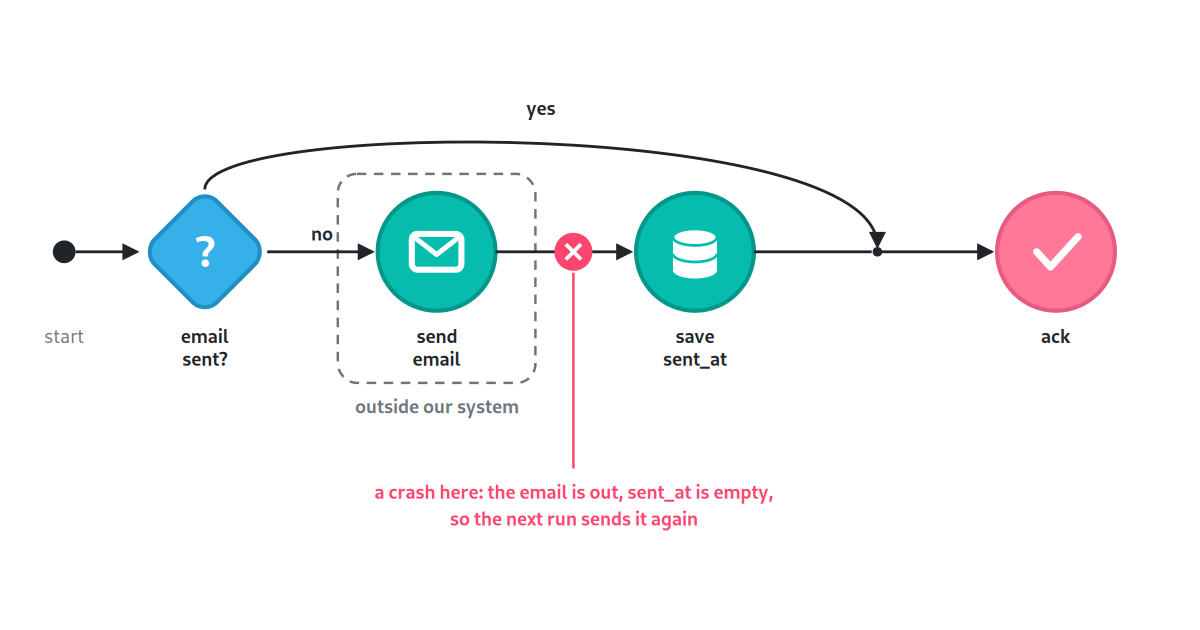 yes
no
?
start
email
sent?
send
email
save
sent_at
ack
outside our system
a crash here: the email is out, sent_at is empty,
so the next run sends it again